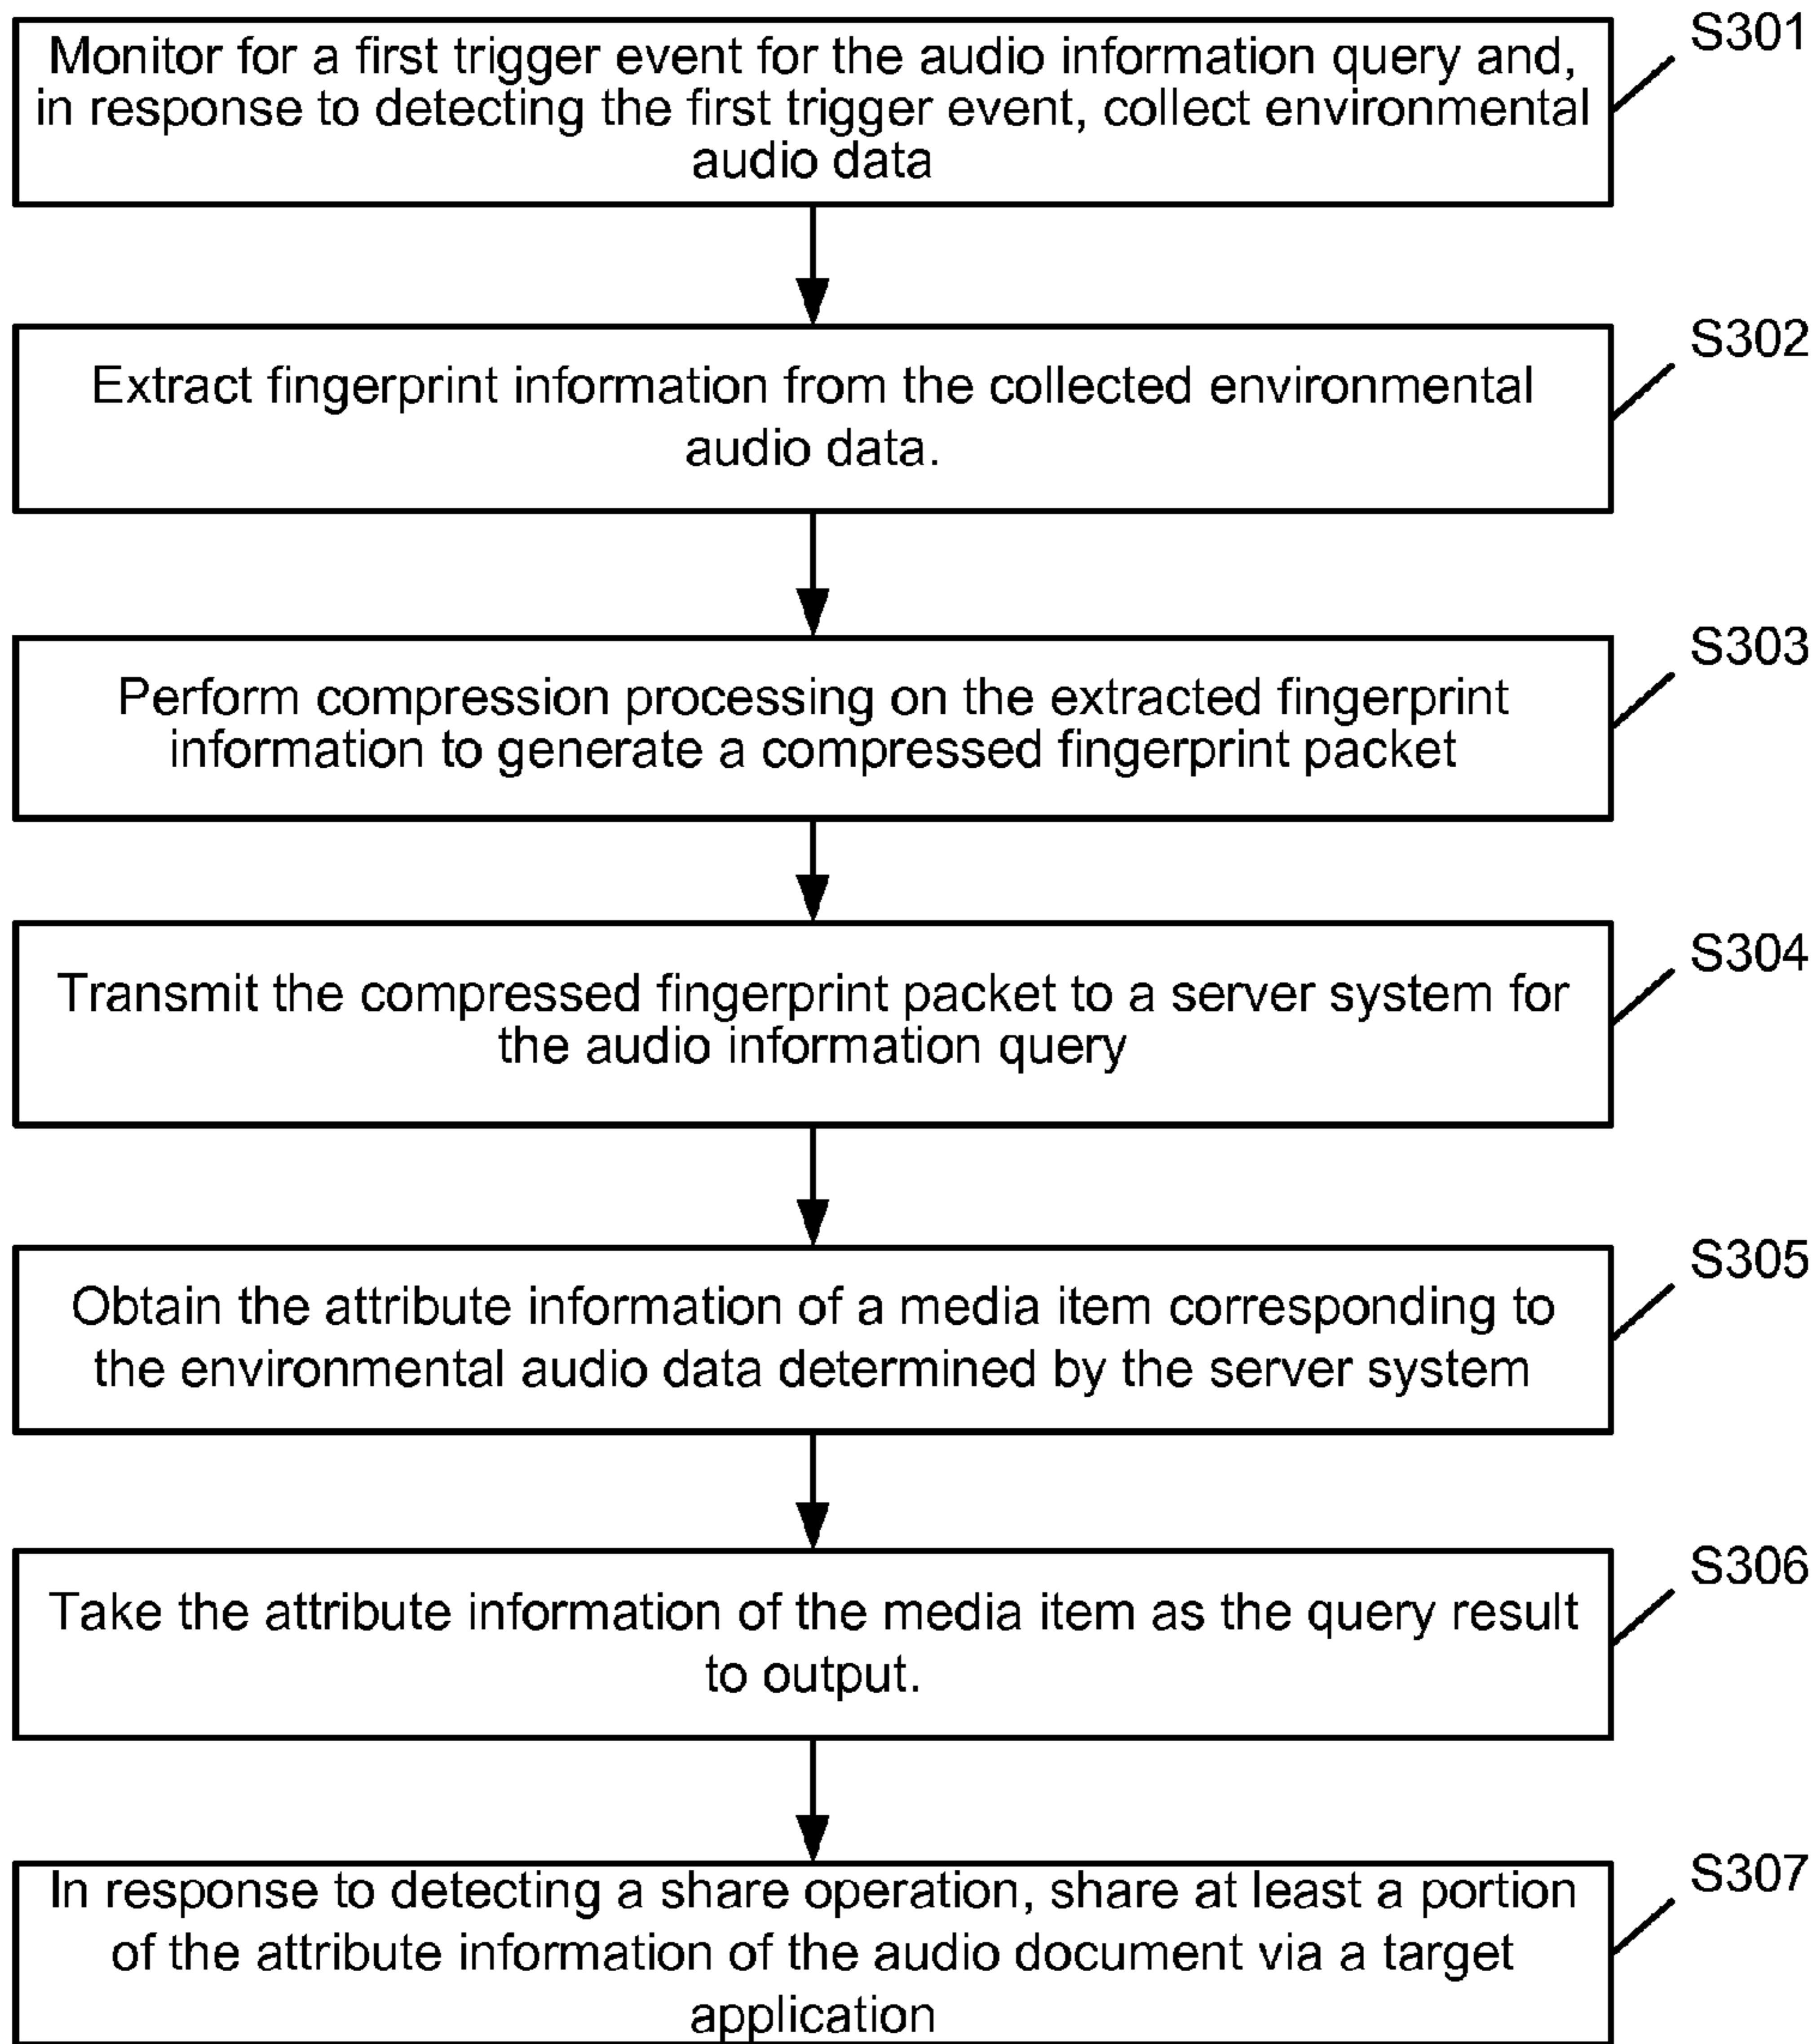 S301
Monitor for a first trigger event for the audio information query and,
in response to detecting the first trigger event, collect environmental
audio data
S302
Extract fingerprint information from the collected environmental
audio data.
S303
Perform compression processing on the extracted fingerprint
information to generate a compressed fingerprint packet
S304
Transmit the compressed fingerprint packet to a server system for
the audio information query
S305
Obtain the attribute information of a media item corresponding to
the environmental audio data determined by the server system
S306
Take the attribute information of the media item as the query result
to output.
S307
In response to detecting a share operation, share at least a portion
of the attribute information of the audio document via a target
application